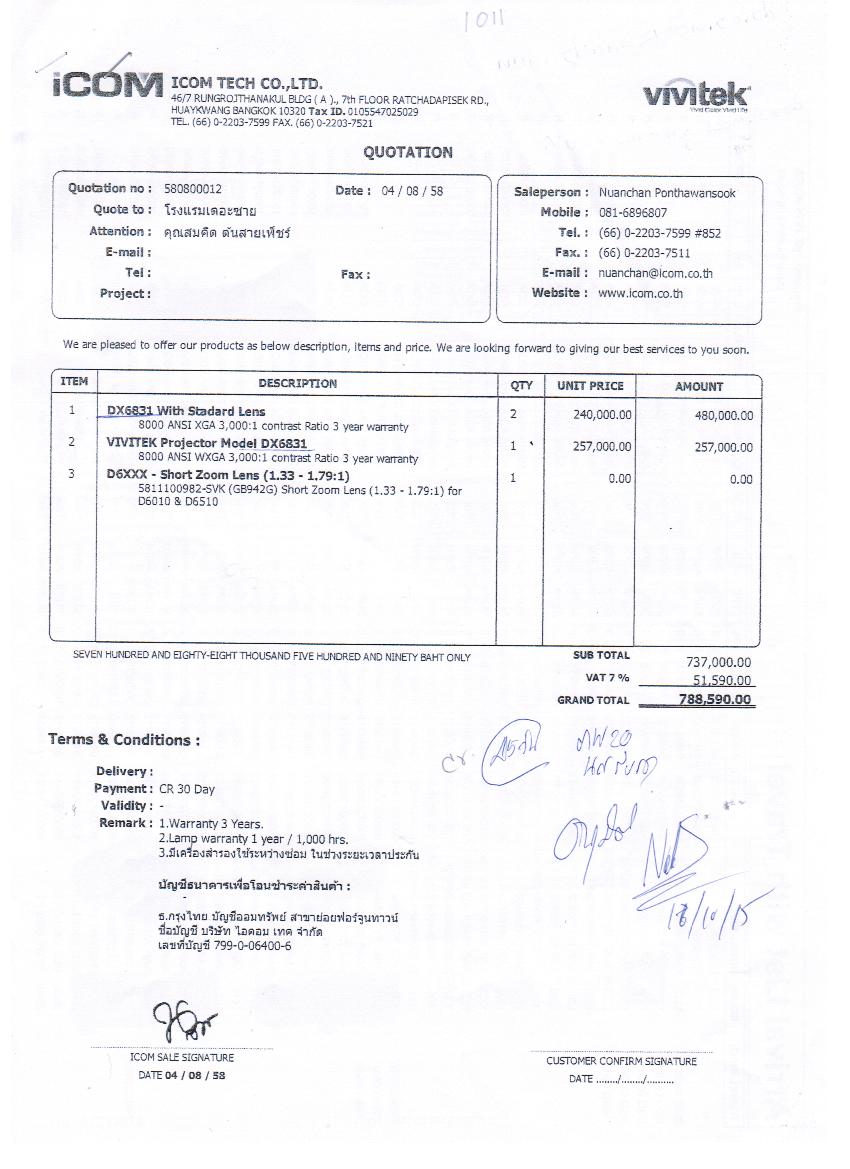 1011
iCOM
ICOM TECH CO.,LTD.
46/7 RUNGROJTHANAKUL BLDG ( A )., 7th FLOOR RATCHADAPISEK RD.,
HUAYKWANG BANGKOK 10320 Tax ID. 0105547025029
TEL. (66) 0-2203-7599 FAX. (66) 0-2203-7521
vivitek
Vivid Color Vivid Life
QUOTATION
Quotation no : 580800012 Date : 04 / 08 / 58
Quote to : โรงแรมเดอะซาย
Attention : คุณสมคิด ตันสายเพ็ชร์
E-mail :
Tel : Fax :
Project :
Saleperson : Nuanchan Ponthawansook
Mobile : 081-6896807
Tel. : (66) 0-2203-7599 #852
Fax. : (66) 0-2203-7511
E-mail : nuanchan@icom.co.th
Website : www.icom.co.th
We are pleased to offer our products as below description, items and price. We are looking forward to giving our best services to you soon.
ITEM DESCRIPTION QTY UNIT PRICE AMOUNT
1 DX6831 With Stadard Lens 2 240,000.00 480,000.00
8000 ANSI XGA 3,000:1 contrast Ratio 3 year warranty
2 VIVITEK Projector Model DX6831 1 257,000.00 257,000.00
8000 ANSI WXGA 3,000:1 contrast Ratio 3 year warranty
3 D6XXX - Short Zoom Lens (1.33 - 1.79:1) 1 0.00 0.00
5811100982-SVK (GB942G) Short Zoom Lens (1.33 - 1.79:1) for
D6010 & D6510
SEVEN HUNDRED AND EIGHTY-EIGHT THOUSAND FIVE HUNDRED AND NINETY BAHT ONLY
SUB TOTAL 737,000.00
VAT 7 % 51,590.00
GRAND TOTAL 788,590.00
Terms & Conditions :
Cr.
Delivery :
Payment : CR 30 Day
Validity : -
Remark : 1.Warranty 3 Years.
2.Lamp warranty 1 year / 1,000 hrs.
3.มีเครื่องสำรองใช้ระหว่างซ่อม ในช่วงระยะเวลาประกัน
บัญชีธนาคารเพื่อโอนชำระค่าสินค้า :
-
ธ.กรุงไทย บัญชีออมทรัพย์ สาขาย่อยฟอร์จูนทาวน์
ชื่อบัญชี บริษัท ไอคอม เทค จำกัด
เลขที่บัญชี 799-0-06400-6
ICOM SALE SIGNATURE
DATE 04 / 08 / 58
CUSTOMER CONFIRM SIGNATURE
DATE ......../......../..........